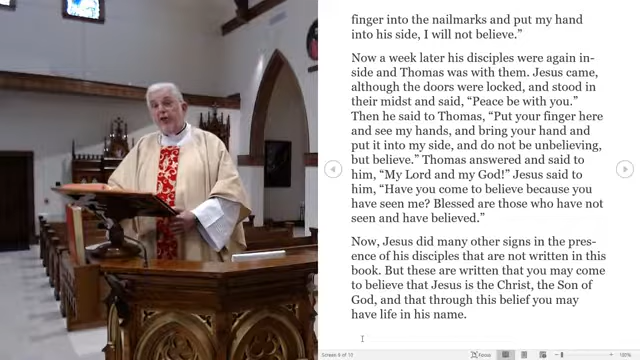 finger into the nailmarks and put my hand
into his side, I will not believe.”
Now a week later his disciples were again in-
side and Thomas was with them. Jesus came,
although the doors were locked, and stood in
their midst and said, “Peace be with you.”
Then he said to Thomas, “Put your finger here
and see my hands, and bring your hand and
put it into my side, and do not be unbelieving,
but believe.” Thomas answered and said to
him, “My Lord and my God!” Jesus said to
him, “Have you come to believe because you
have seen me? Blessed are those who have not
seen and have believed.”
Now, Jesus did many other signs in the pres-
ence of his disciples that are not written in this
book. But these are written that you may come
to believe that Jesus is the Christ, the Son of
God, and that through this belief you may
have life in his name.
Focus